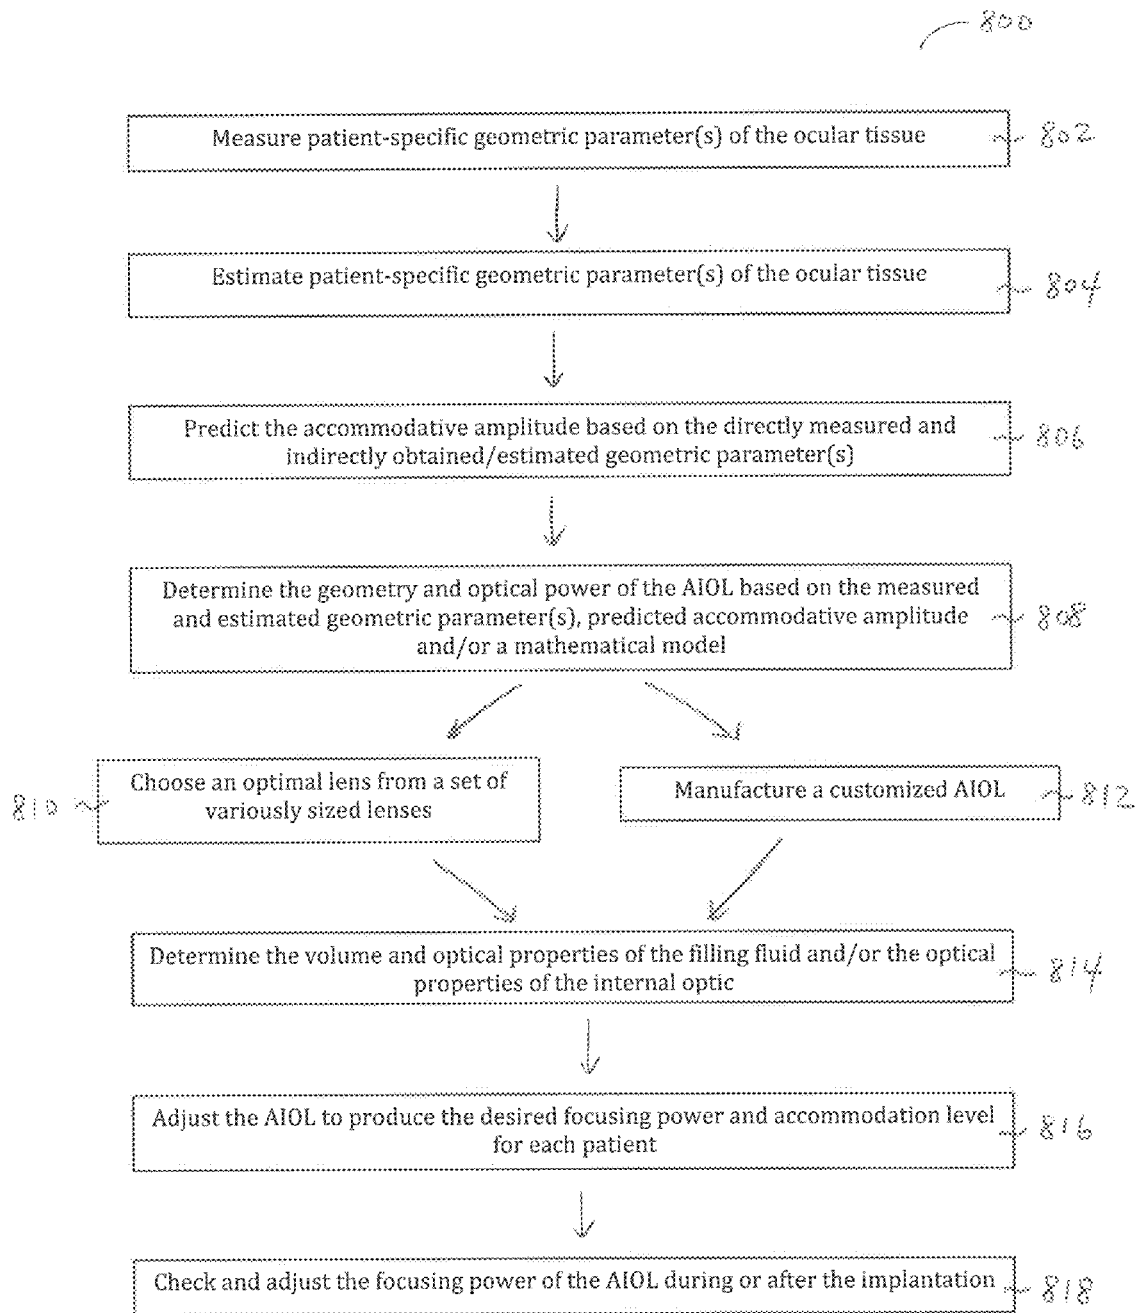 800
Measure patient-specific geometric parameter(s) of the ocular tissue
802
Estimate patient-specific geometric parameter(s) of the ocular tissue
804
Predict the accommodative amplitude based on the directly measured and
indirectly obtained/estimated geometric parameter(s)
806
Determine the geometry and optical power of the AIOL based on the measured
and estimated geometric parameter(s), predicted accommodative amplitude
and/or a mathematical model
808
810
Choose an optimal lens from a set of
variously sized lenses
Manufacture a customized AIOL
812
Determine the volume and optical properties of the filling fluid and/or the optical
properties of the internal optic
814
Adjust the AIOL to produce the desired focusing power and accommodation level
for each patient
816
Check and adjust the focusing power of the AIOL during or after the implantation
818